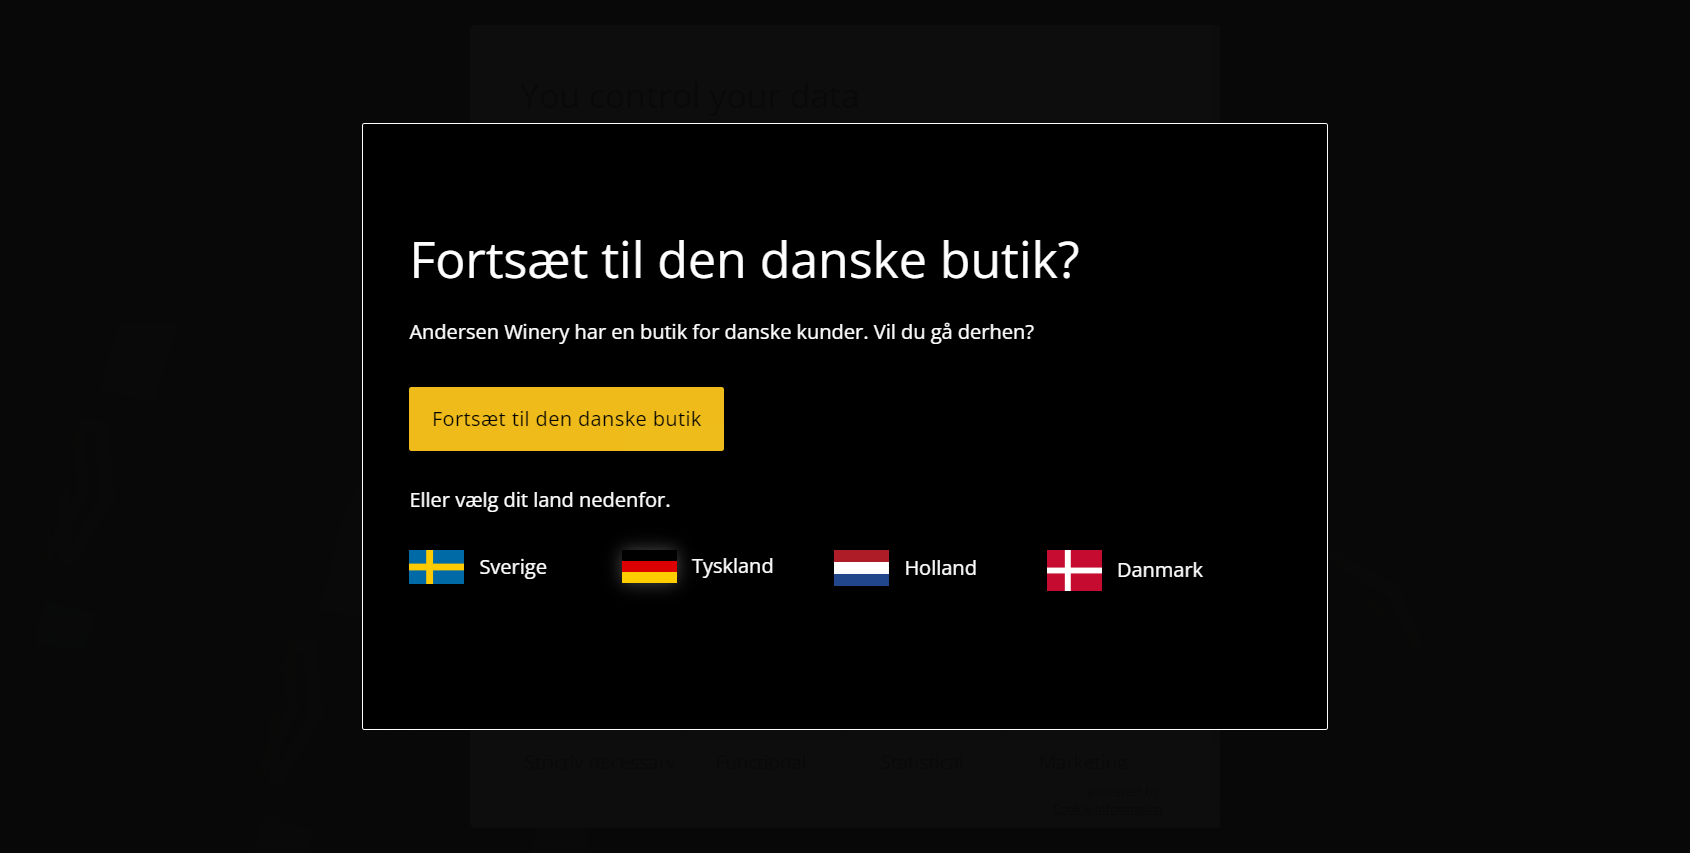 You control your data
Fortsæt til den danske butik?
Andersen Winery har en butik for danske kunder. Vil du gå derhen?
Fortsæt til den danske butik
Eller vælg dit land nedenfor.
Sverige
Tyskland
Holland
Danmark
Strictly necessary
Functional
Statistical
Marketing